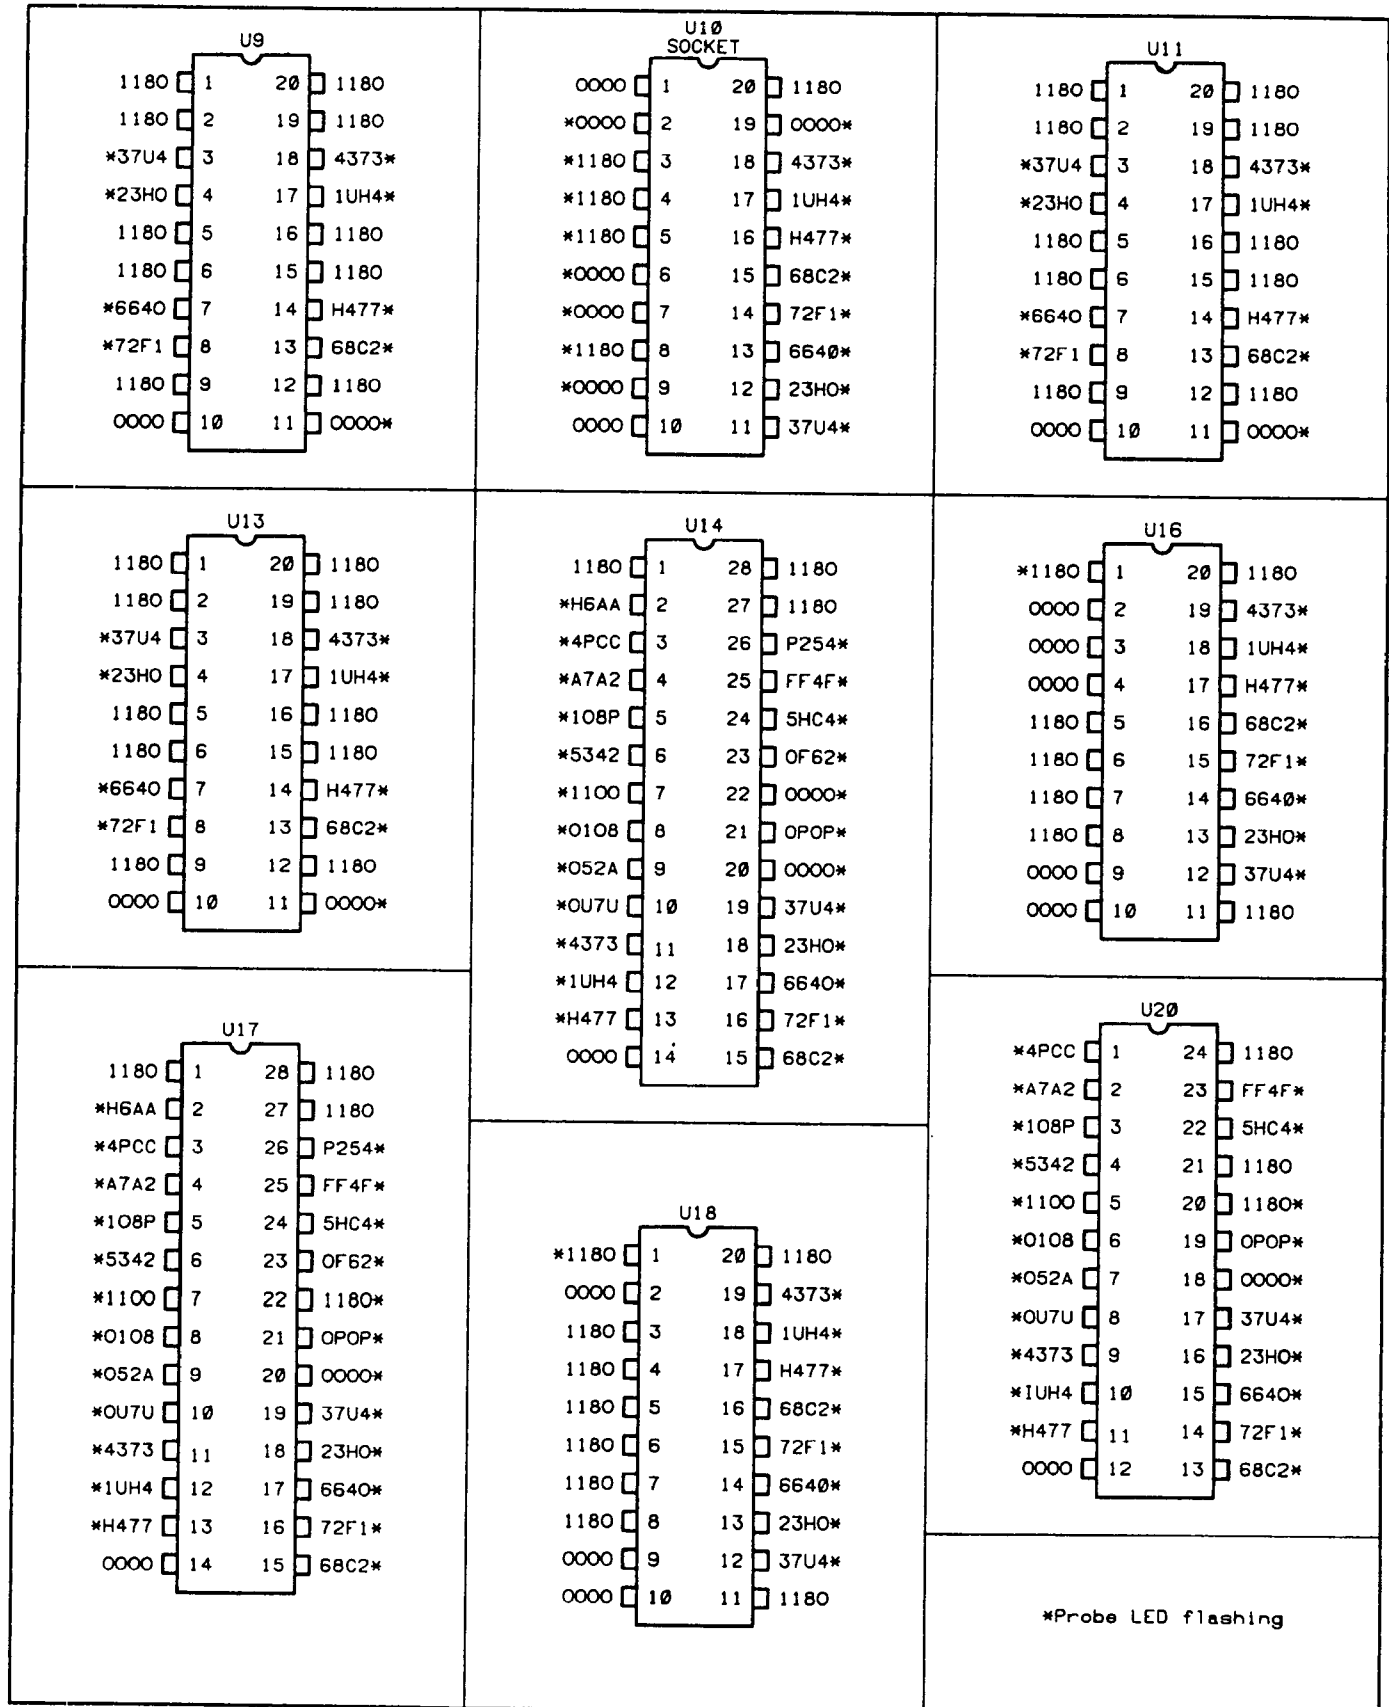 U9
1180 1 20 1180
1180 2 19 1180
*37U4 3 18 4373*
*23H0 4 17 1UH4*
1180 5 16 1180
1180 6 15 1180
*6640 7 14 H477*
*72F1 8 13 68C2*
1180 9 12 1180
0000 10 11 0000*
U10
SOCKET
0000 1 20 1180
*0000 2 19 0000*
*1180 3 18 4373*
*1180 4 17 1UH4*
*1180 5 16 H477*
*0000 6 15 68C2*
*0000 7 14 72F1*
*1180 8 13 6640*
*0000 9 12 23H0*
0000 10 11 37U4*
U11
1180 1 20 1180
1180 2 19 1180
*37U4 3 18 4373*
*23H0 4 17 1UH4*
1180 5 16 1180
1180 6 15 1180
*6640 7 14 H477*
*72F1 8 13 68C2*
1180 9 12 1180
0000 10 11 0000*
U13
1180 1 20 1180
1180 2 19 1180
*37U4 3 18 4373*
*23H0 4 17 1UH4*
1180 5 16 1180
1180 6 15 1180
*6640 7 14 H477*
*72F1 8 13 68C2*
1180 9 12 1180
0000 10 11 0000*
U14
1180 1 28 1180
*H6AA 2 27 1180
*4PCC 3 26 P254*
*A7A2 4 25 FF4F*
*108P 5 24 5HC4*
*5342 6 23 0F62*
*1100 7 22 0000*
*0108 8 21 0P0P*
*052A 9 20 0000*
*0U7U 10 19 37U4*
*4373 11 18 23H0*
*1UH4 12 17 6640*
*H477 13 16 72F1*
0000 14 15 68C2*
U16
*1180 1 20 1180
0000 2 19 4373*
0000 3 18 1UH4*
0000 4 17 H477*
1180 5 16 68C2*
1180 6 15 72F1*
1180 7 14 6640*
1180 8 13 23H0*
0000 9 12 37U4*
0000 10 11 1180
U17
1180 1 28 1180
*H6AA 2 27 1180
*4PCC 3 26 P254*
*A7A2 4 25 FF4F*
*108P 5 24 5HC4*
*5342 6 23 0F62*
*1100 7 22 1180*
*0108 8 21 0P0P*
*052A 9 20 0000*
*0U7U 10 19 37U4*
*4373 11 18 23H0*
*1UH4 12 17 6640*
*H477 13 16 72F1*
0000 14 15 68C2*
U18
*1180 1 20 1180
0000 2 19 4373*
1180 3 18 1UH4*
1180 4 17 H477*
1180 5 16 68C2*
1180 6 15 72F1*
1180 7 14 6640*
1180 8 13 23H0*
0000 9 12 37U4*
0000 10 11 1180
U20
*4PCC 1 24 1180
*A7A2 2 23 FF4F*
*108P 3 22 5HC4*
*5342 4 21 1180
*1100 5 20 1180*
*0108 6 19 0P0P*
*052A 7 18 0000*
*0U7U 8 17 37U4*
*4373 9 16 23H0*
*IUH4 10 15 6640*
*H477 11 14 72F1*
0000 12 13 68C2*
*Probe LED flashing